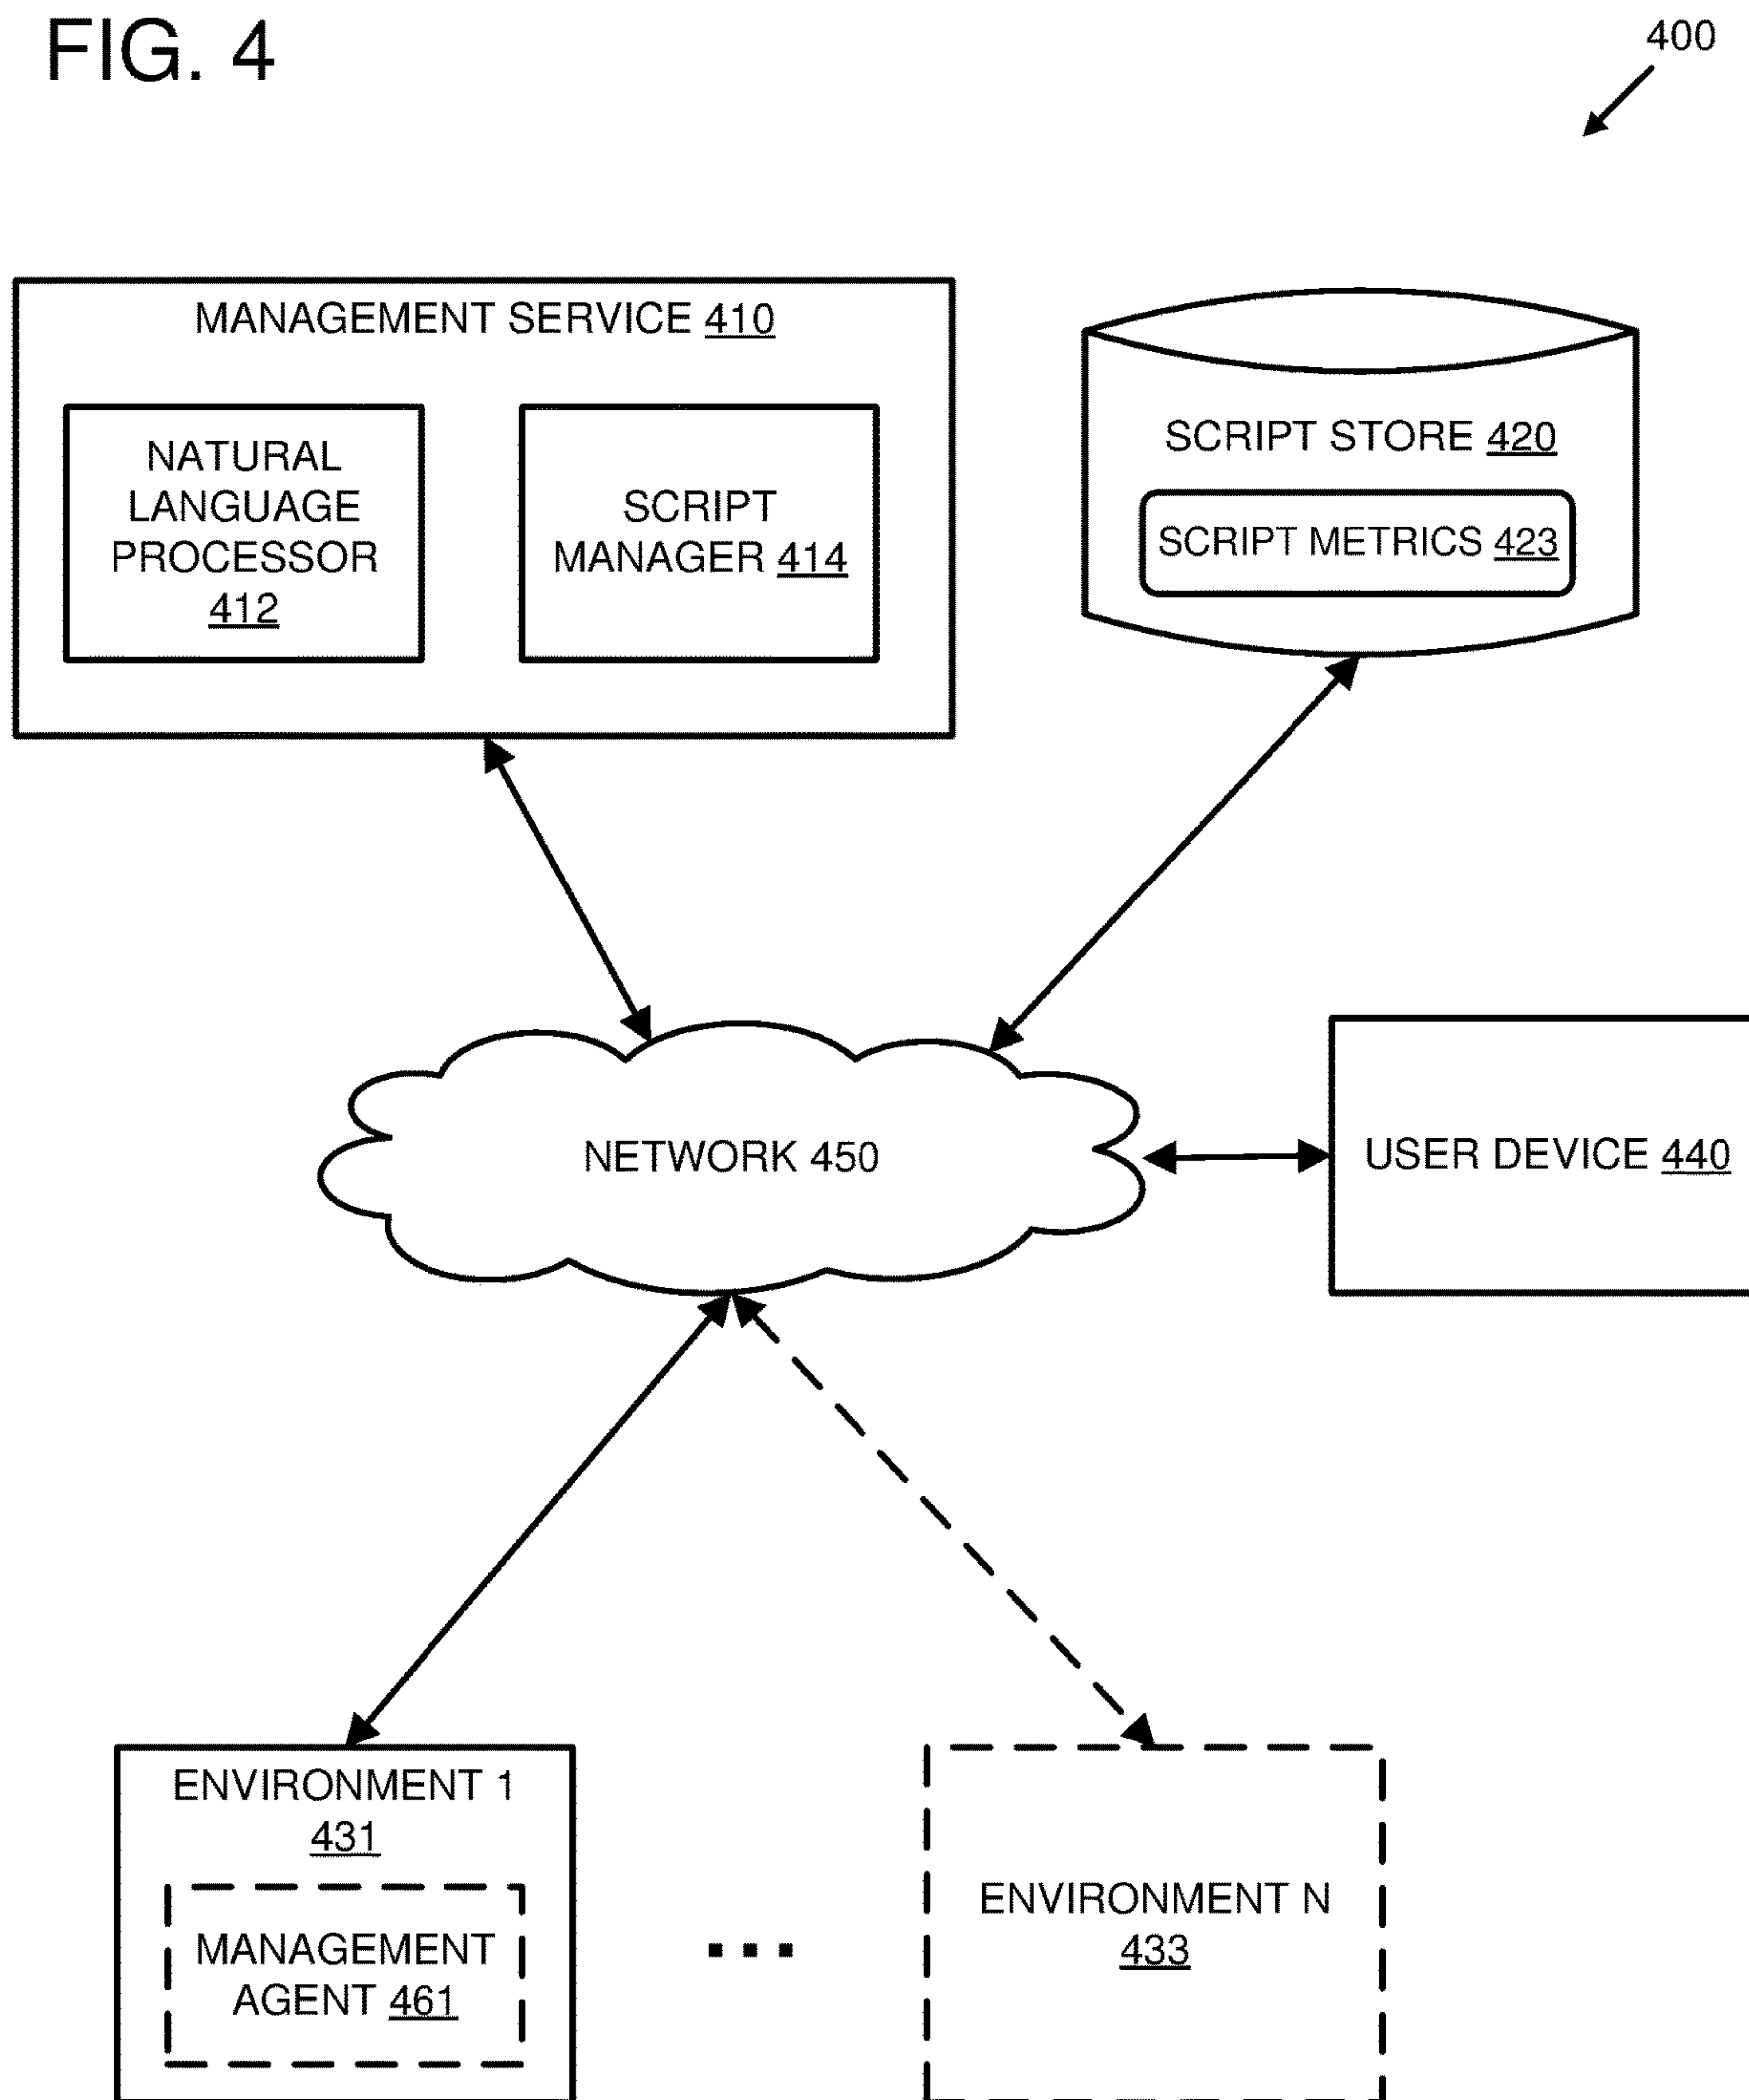 FIG. 4
400
MANAGEMENT SERVICE 410
NATURAL
LANGUAGE
PROCESSOR
412
SCRIPT
MANAGER 414
SCRIPT STORE 420
SCRIPT METRICS 423
NETWORK 450
USER DEVICE 440
ENVIRONMENT 1
431
MANAGEMENT
AGENT 461
...
ENVIRONMENT N
433